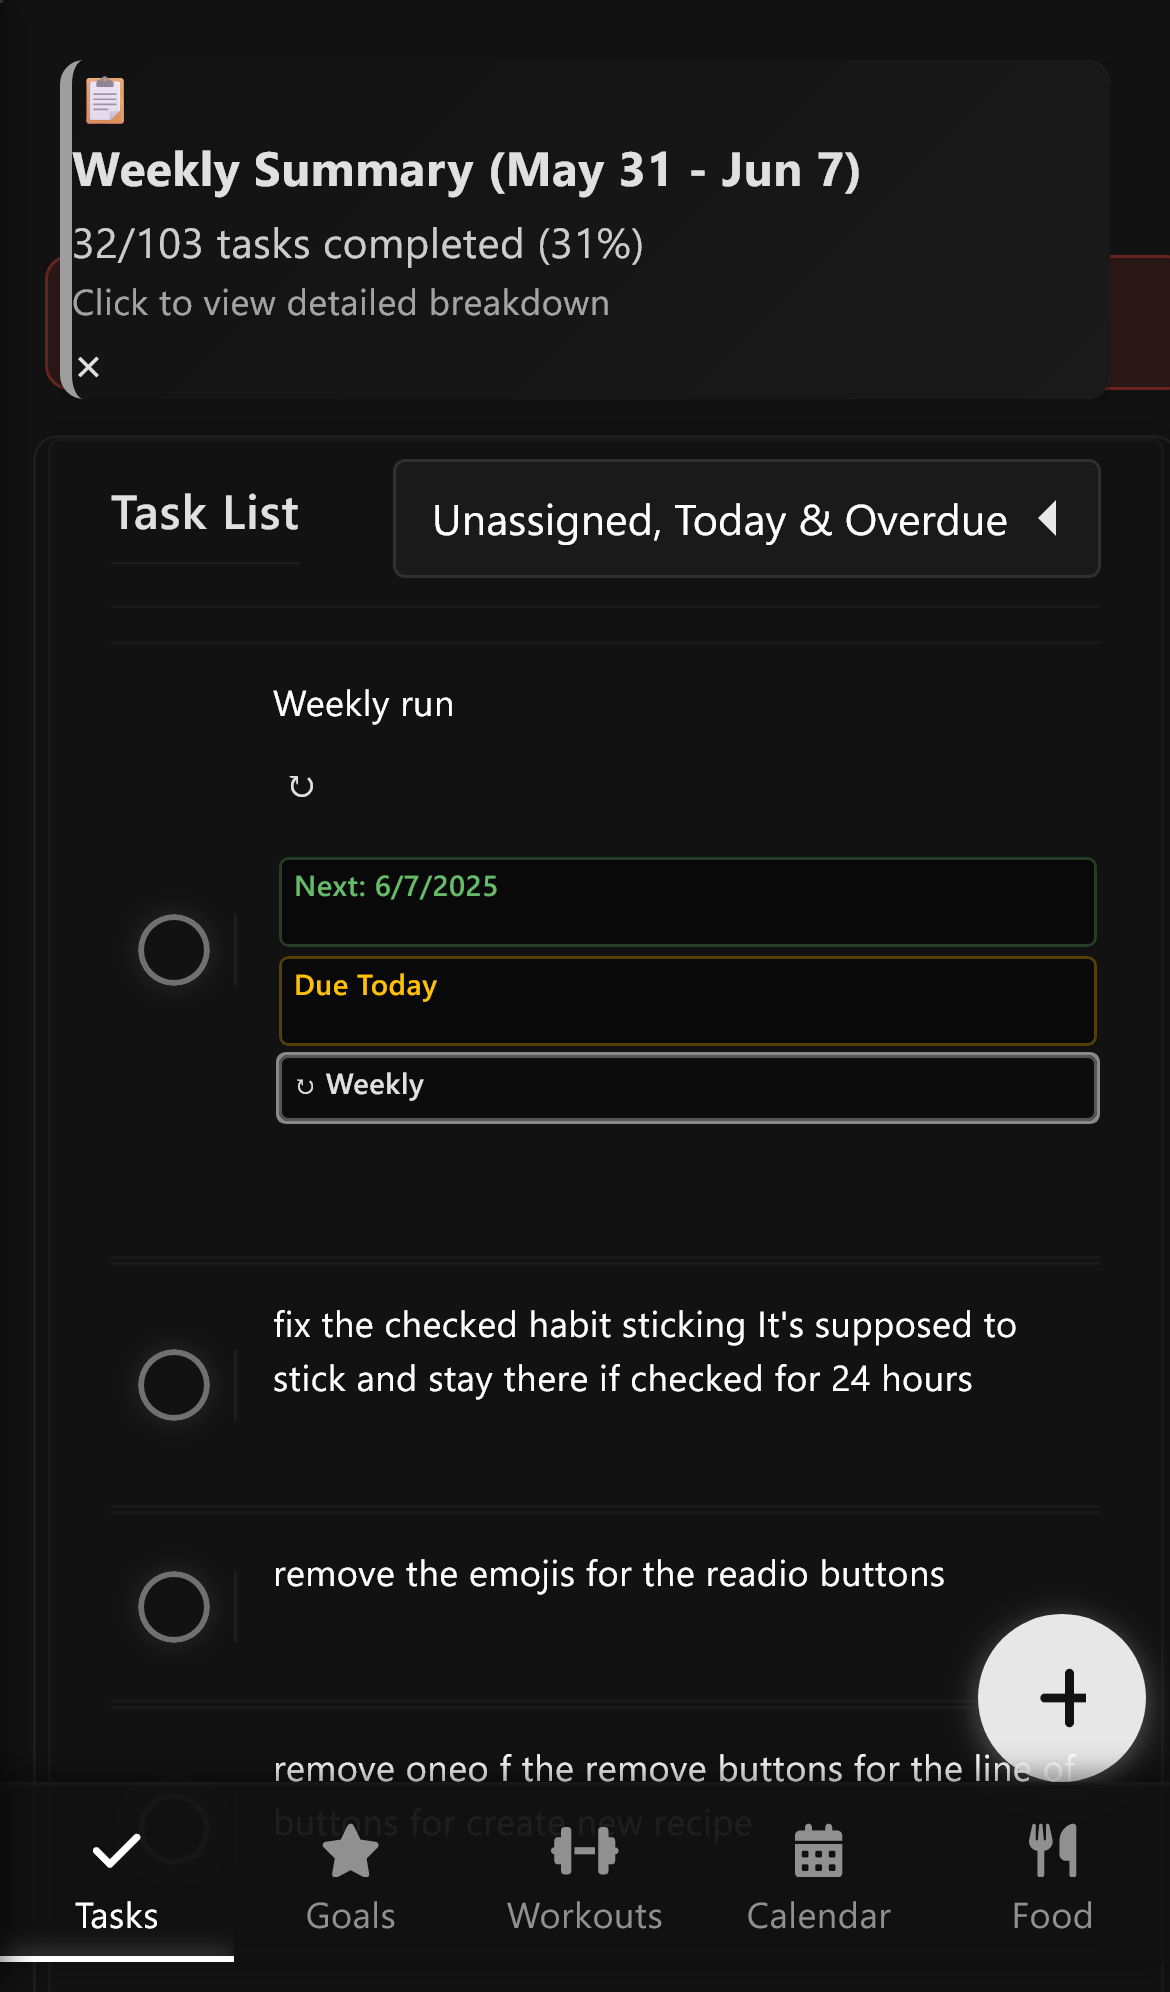 Weekly Summary (May 31 - Jun 7)
32/103 tasks completed (31%)
Click to view detailed breakdown
×
Task List
Unassigned, Today & Overdue
Weekly run
↻
Next: 6/7/2025
Due Today
↻ Weekly
fix the checked habit sticking It's supposed to
stick and stay there if checked for 24 hours
remove the emojis for the readio buttons
remove oneo f the remove buttons for the line of
buttons for create new recipe
Tasks
Goals
Workouts
Calendar
Food